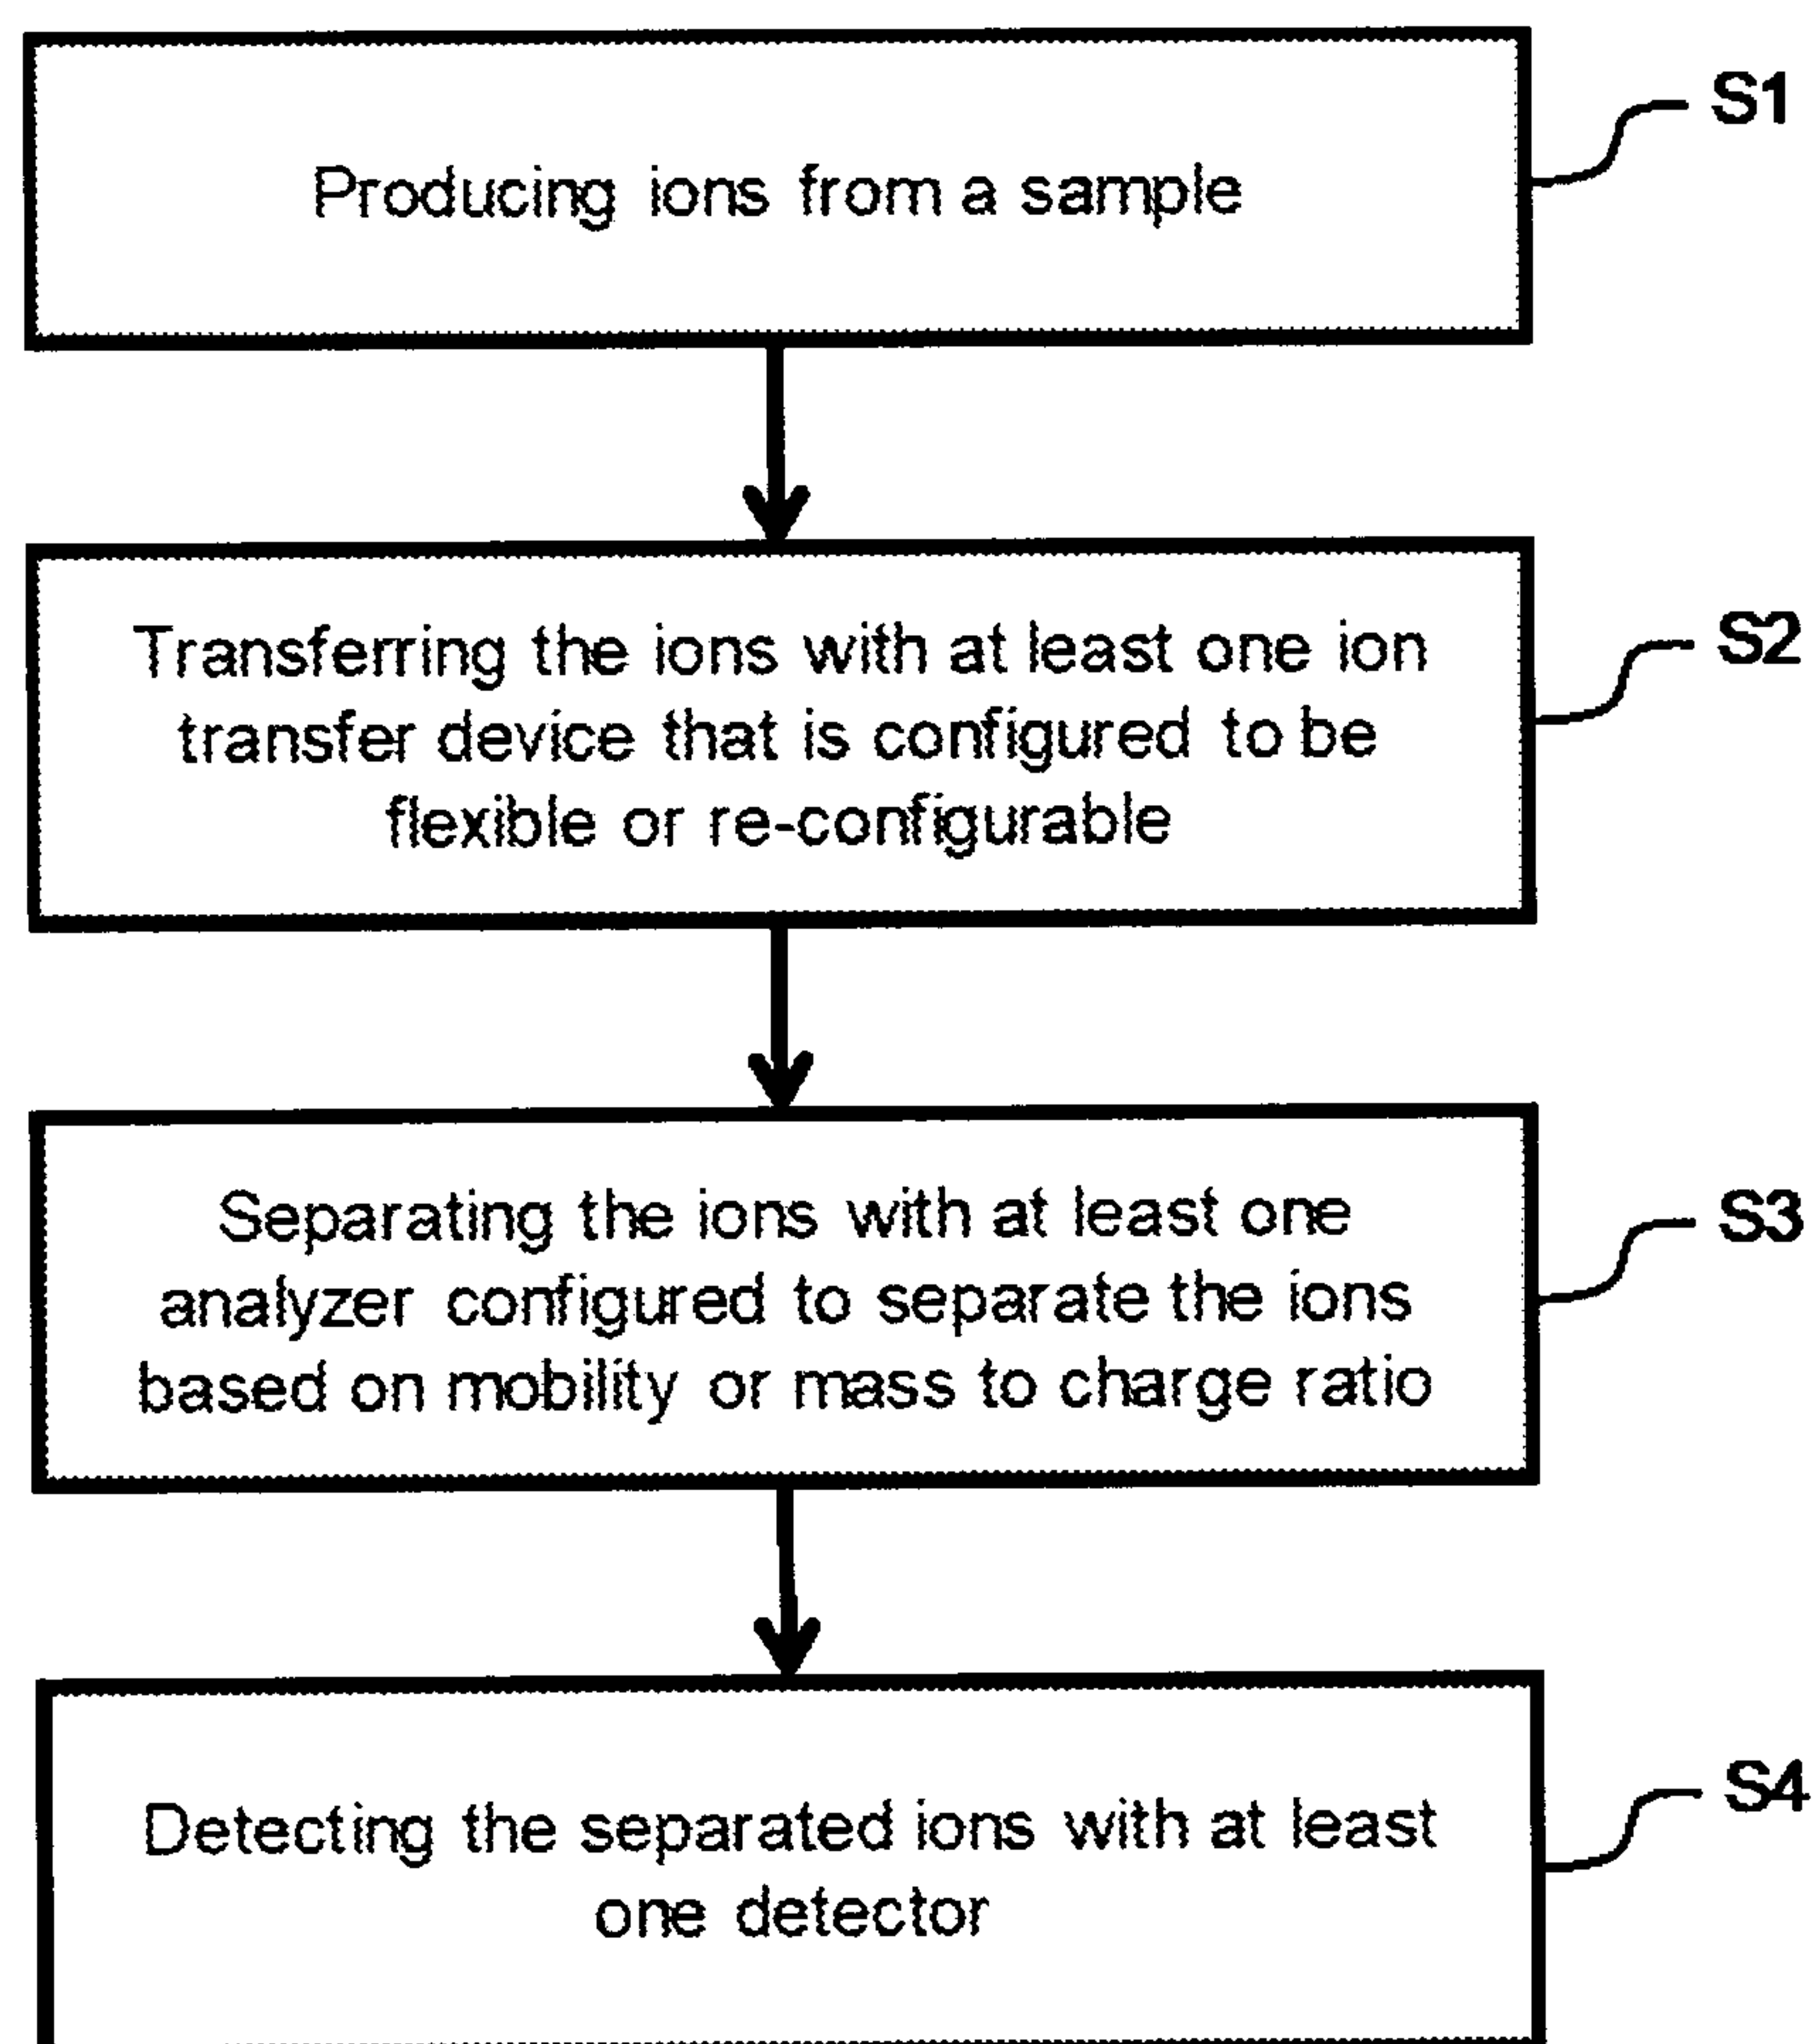 S1
Producing ions from a sample
S2
Transferring the ions with at least one ion
transfer device that is configured to be
flexible or re-configurable
S3
Separating the ions with at least one
analyzer configured to separate the ions
based on mobility or mass to charge ratio
S4
Detecting the separated ions with at least
one detector